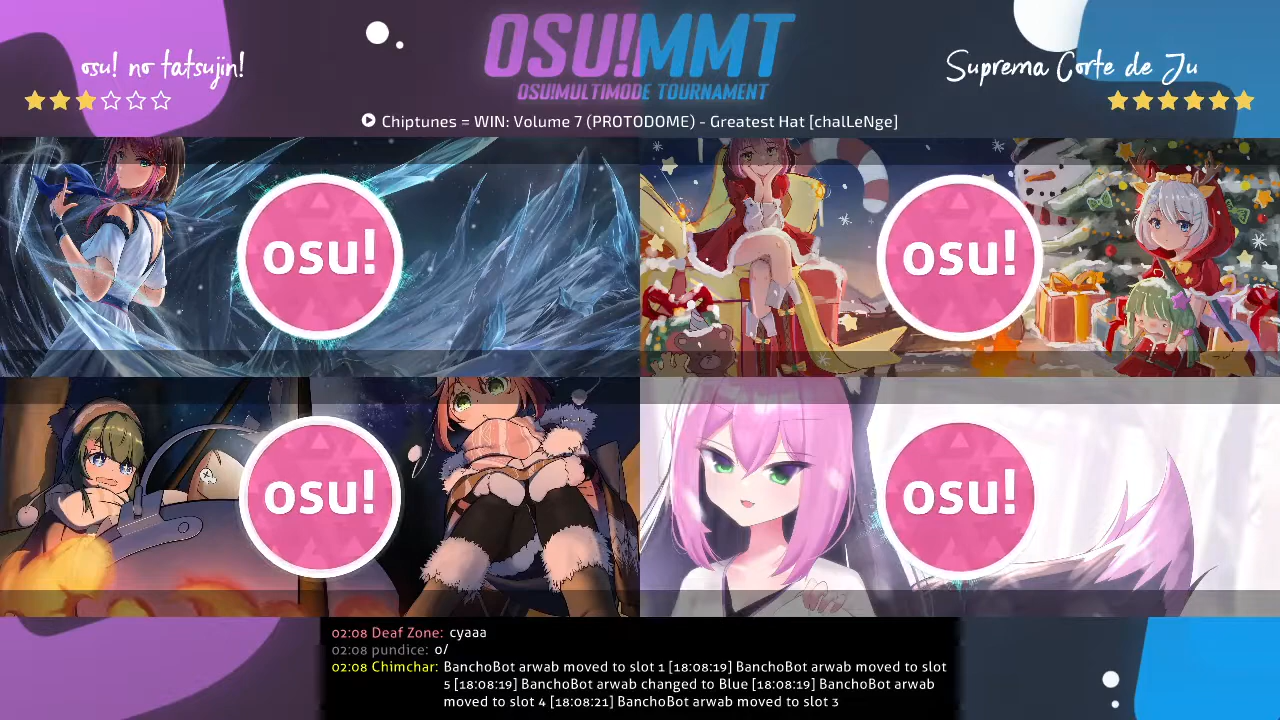 OSU!MMT
OSU!MULTIMODE TOURNAMENT
osu! no tatsujin!
Suprema Corte de Ju
Chiptunes = WIN: Volume 7 (PROTODOME) - Greatest Hat [chalLeNge]
osu!
osu!
osu!
osu!
02:08 Deaf Zone: cyaaa
02:08 pundice: o/
02:08 Chimchar: BanchoBot arwab moved to slot 1 [18:08:19] BanchoBot arwab moved to slot
5 [18:08:19] BanchoBot arwab changed to Blue [18:08:19] BanchoBot arwab
moved to slot 4 [18:08:21] BanchoBot arwab moved to slot 3